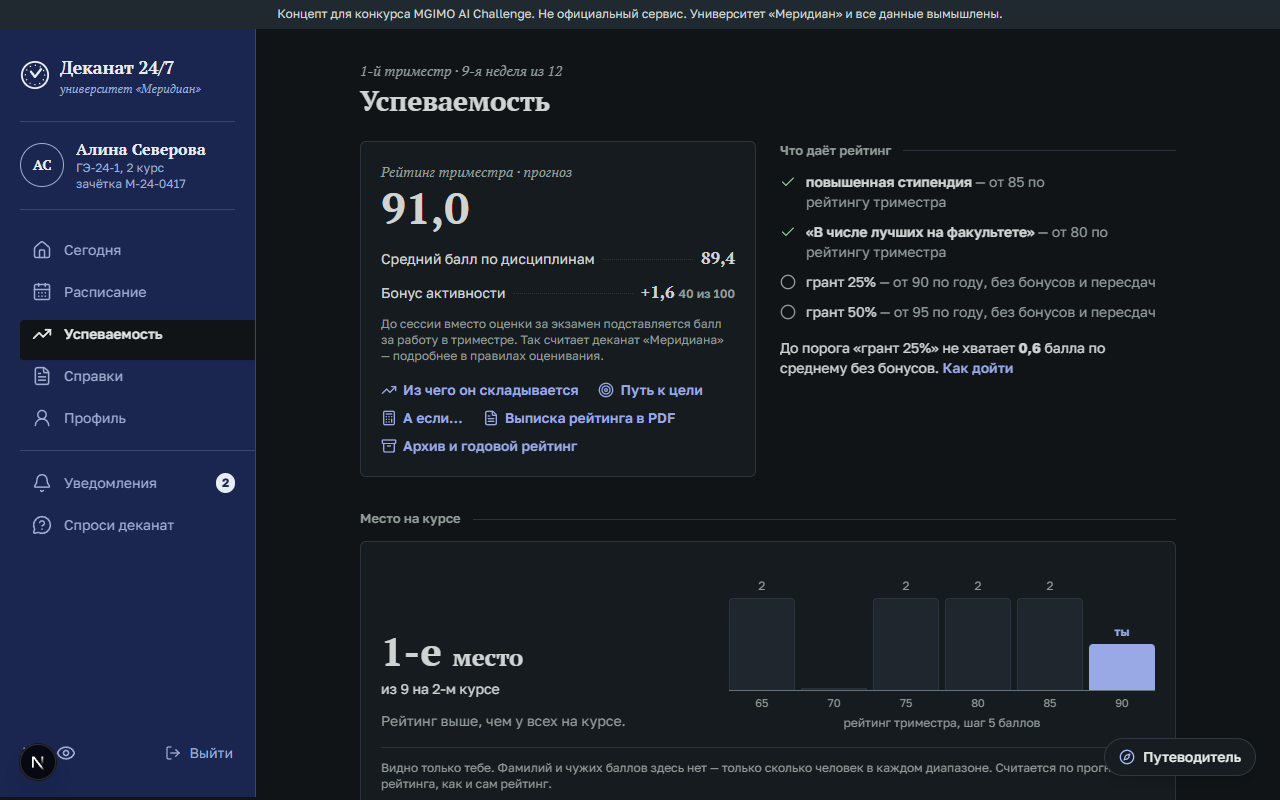 Концепт для конкурса MGIMO AI Challenge. Не официальный сервис. Университет «Меридиан» и все данные вымышлены.
Деканат 24/7
университет «Меридиан»
АС
Алина Северова
ГЭ-24-1, 2 курс
зачётка М-24-0417
Сегодня
Расписание
Успеваемость
Справки
Профиль
Уведомления
2
Спроси деканат
N
Выйти
1-й триместр · 9-я неделя из 12
Успеваемость
Рейтинг триместра · прогноз
91,0
Средний балл по дисциплинам 89,4
Бонус активности +1,6 40 из 100
До сессии вместо оценки за экзамен подставляется балл
за работу в триместре. Так считает деканат «Меридиана»
— подробнее в правилах оценивания.
Из чего он складывается
Путь к цели
А если...
Выписка рейтинга в PDF
Архив и годовой рейтинг
Что даёт рейтинг
повышенная стипендия — от 85 по
рейтингу триместра
«В числе лучших на факультете» — от 80 по
рейтингу триместра
грант 25% — от 90 по году, без бонусов и пересдач
грант 50% — от 95 по году, без бонусов и пересдач
До порога «грант 25%» не хватает 0,6 балла по
среднему без бонусов. Как дойти
Место на курсе
1-е место
из 9 на 2-м курсе
Рейтинг выше, чем у всех на курсе.
2 2 2 2 ты
65 70 75 80 85 90
рейтинг триместра, шаг 5 баллов
Видно только тебе. Фамилий и чужих баллов здесь нет — только сколько человек в каждом диапазоне. Считается по
рейтинга, как и сам рейтинг.
Путеводитель